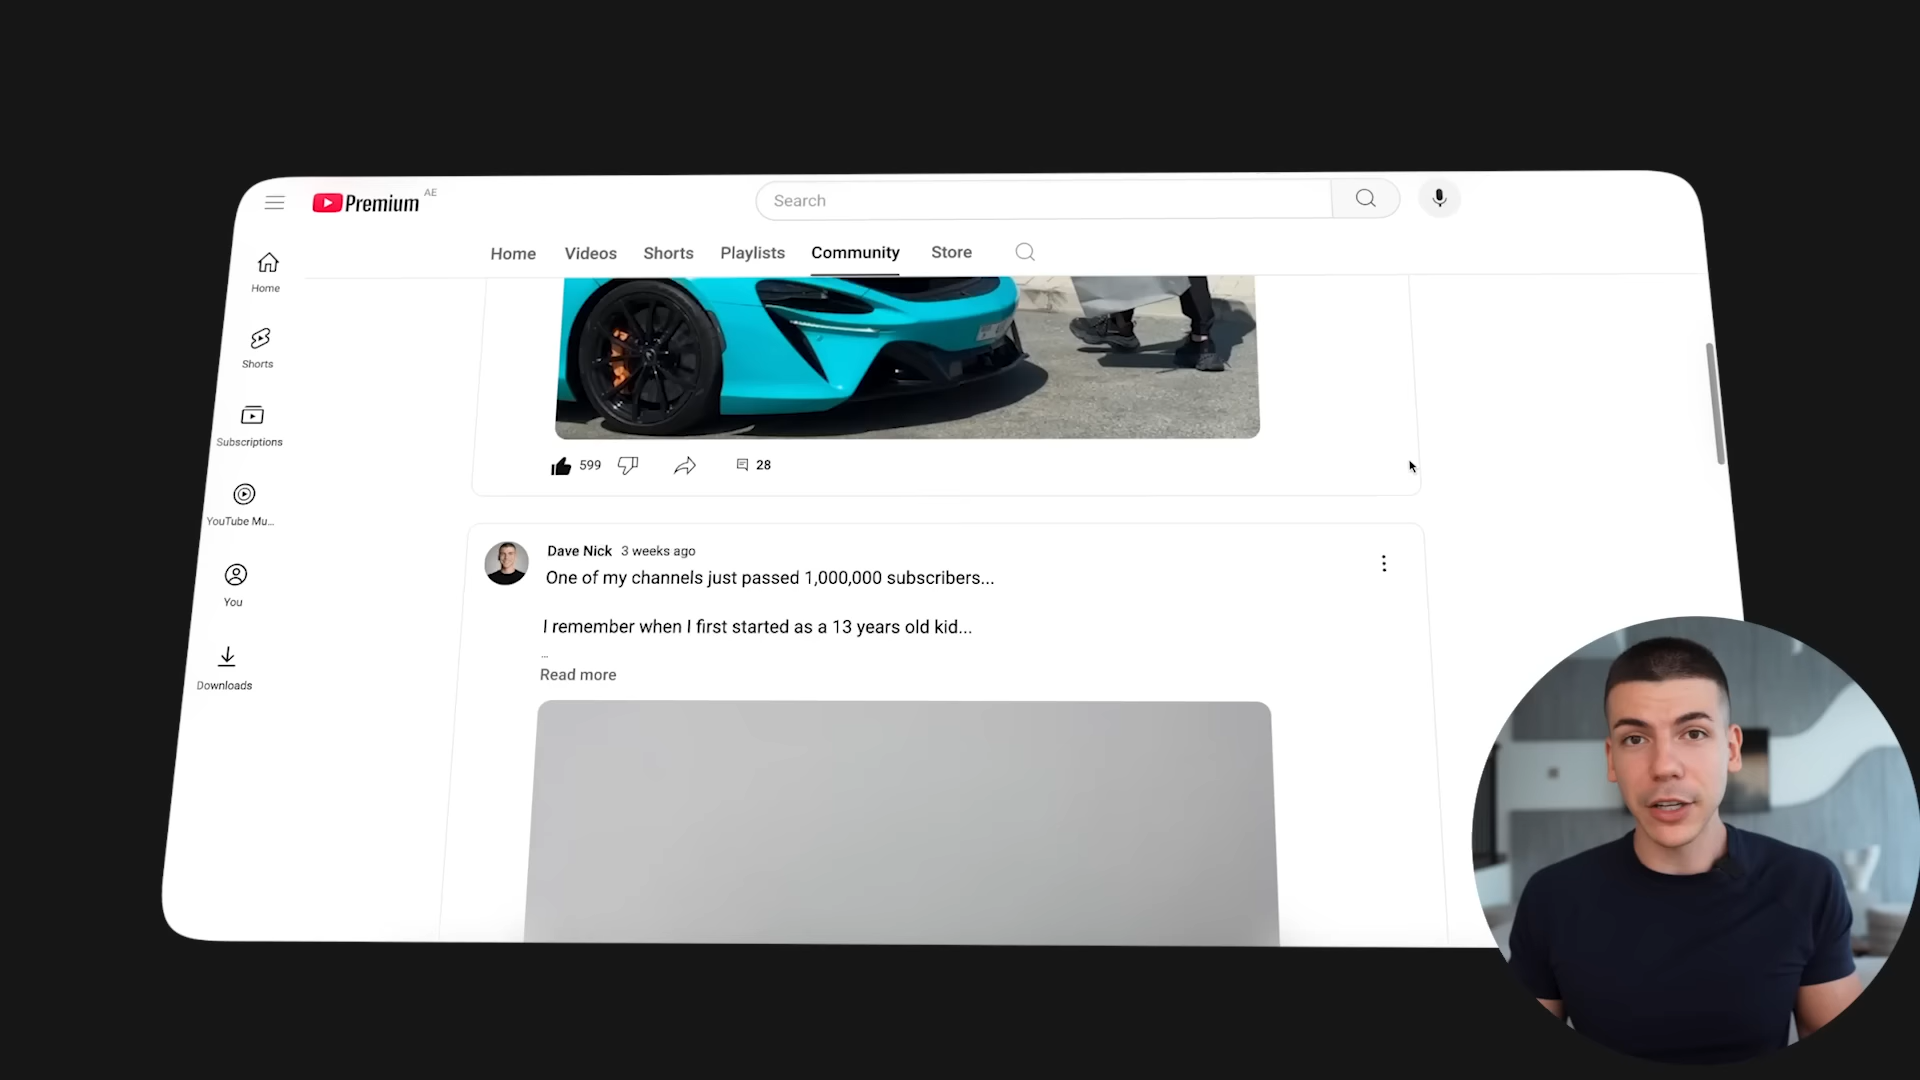 Premium AE
Search
Home Videos Shorts Playlists Community Store
Home
Shorts
Subscriptions
YouTube Mu...
You
Downloads
599 28
Dave Nick 3 weeks ago
One of my channels just passed 1,000,000 subscribers...
I remember when I first started as a 13 years old kid...
...
Read more